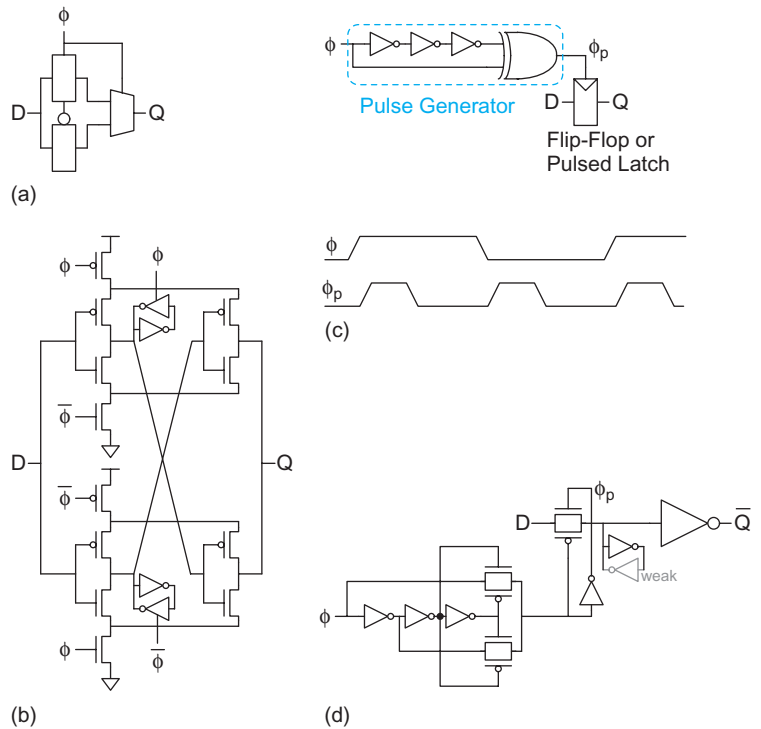 ϕ
D
Q
(a)
ϕ
ϕp
Pulse Generator
D
Q
Flip-Flop or
Pulsed Latch
ϕ
ϕp
(c)
ϕ
ϕ
ϕ̅
D
Q
ϕ̅
ϕ
ϕ̅
(b)
ϕp
D
Q̅
weak
ϕ
(d)